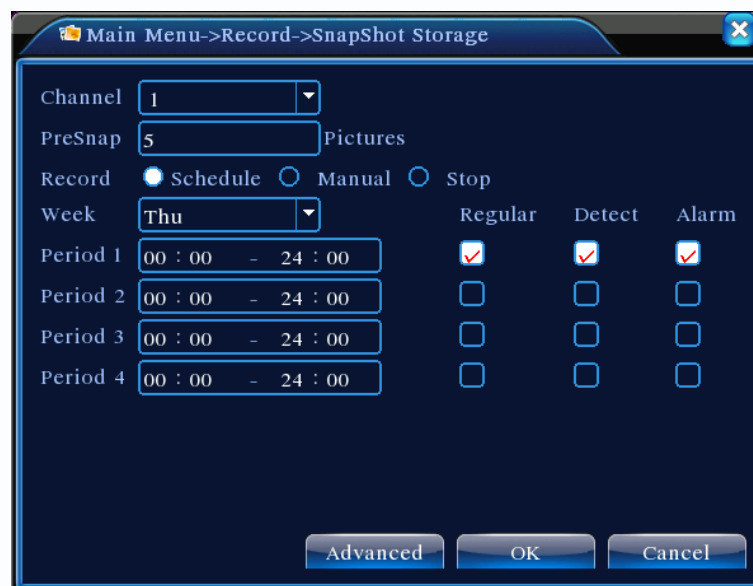 Main Menu->Record->SnapShot Storage
Channel 1
PreSnap 5 Pictures
Record Schedule Manual Stop
Week Thu Regular Detect Alarm
Period 1 00 : 00 - 24 : 00
Period 2 00 : 00 - 24 : 00
Period 3 00 : 00 - 24 : 00
Period 4 00 : 00 - 24 : 00
Advanced OK Cancel